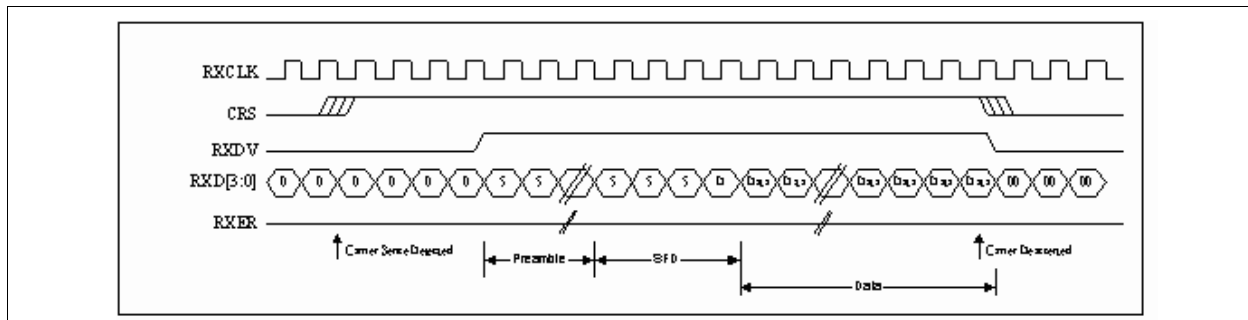 RXCLK
CRS
RXDV
RXD[3:0] 0 0 0 0 0 0 5 5 5 5 5 D 00 00 00
RXER
Carrier Sense Detected
Preamble
SFD
Carrier Deasserted
Data